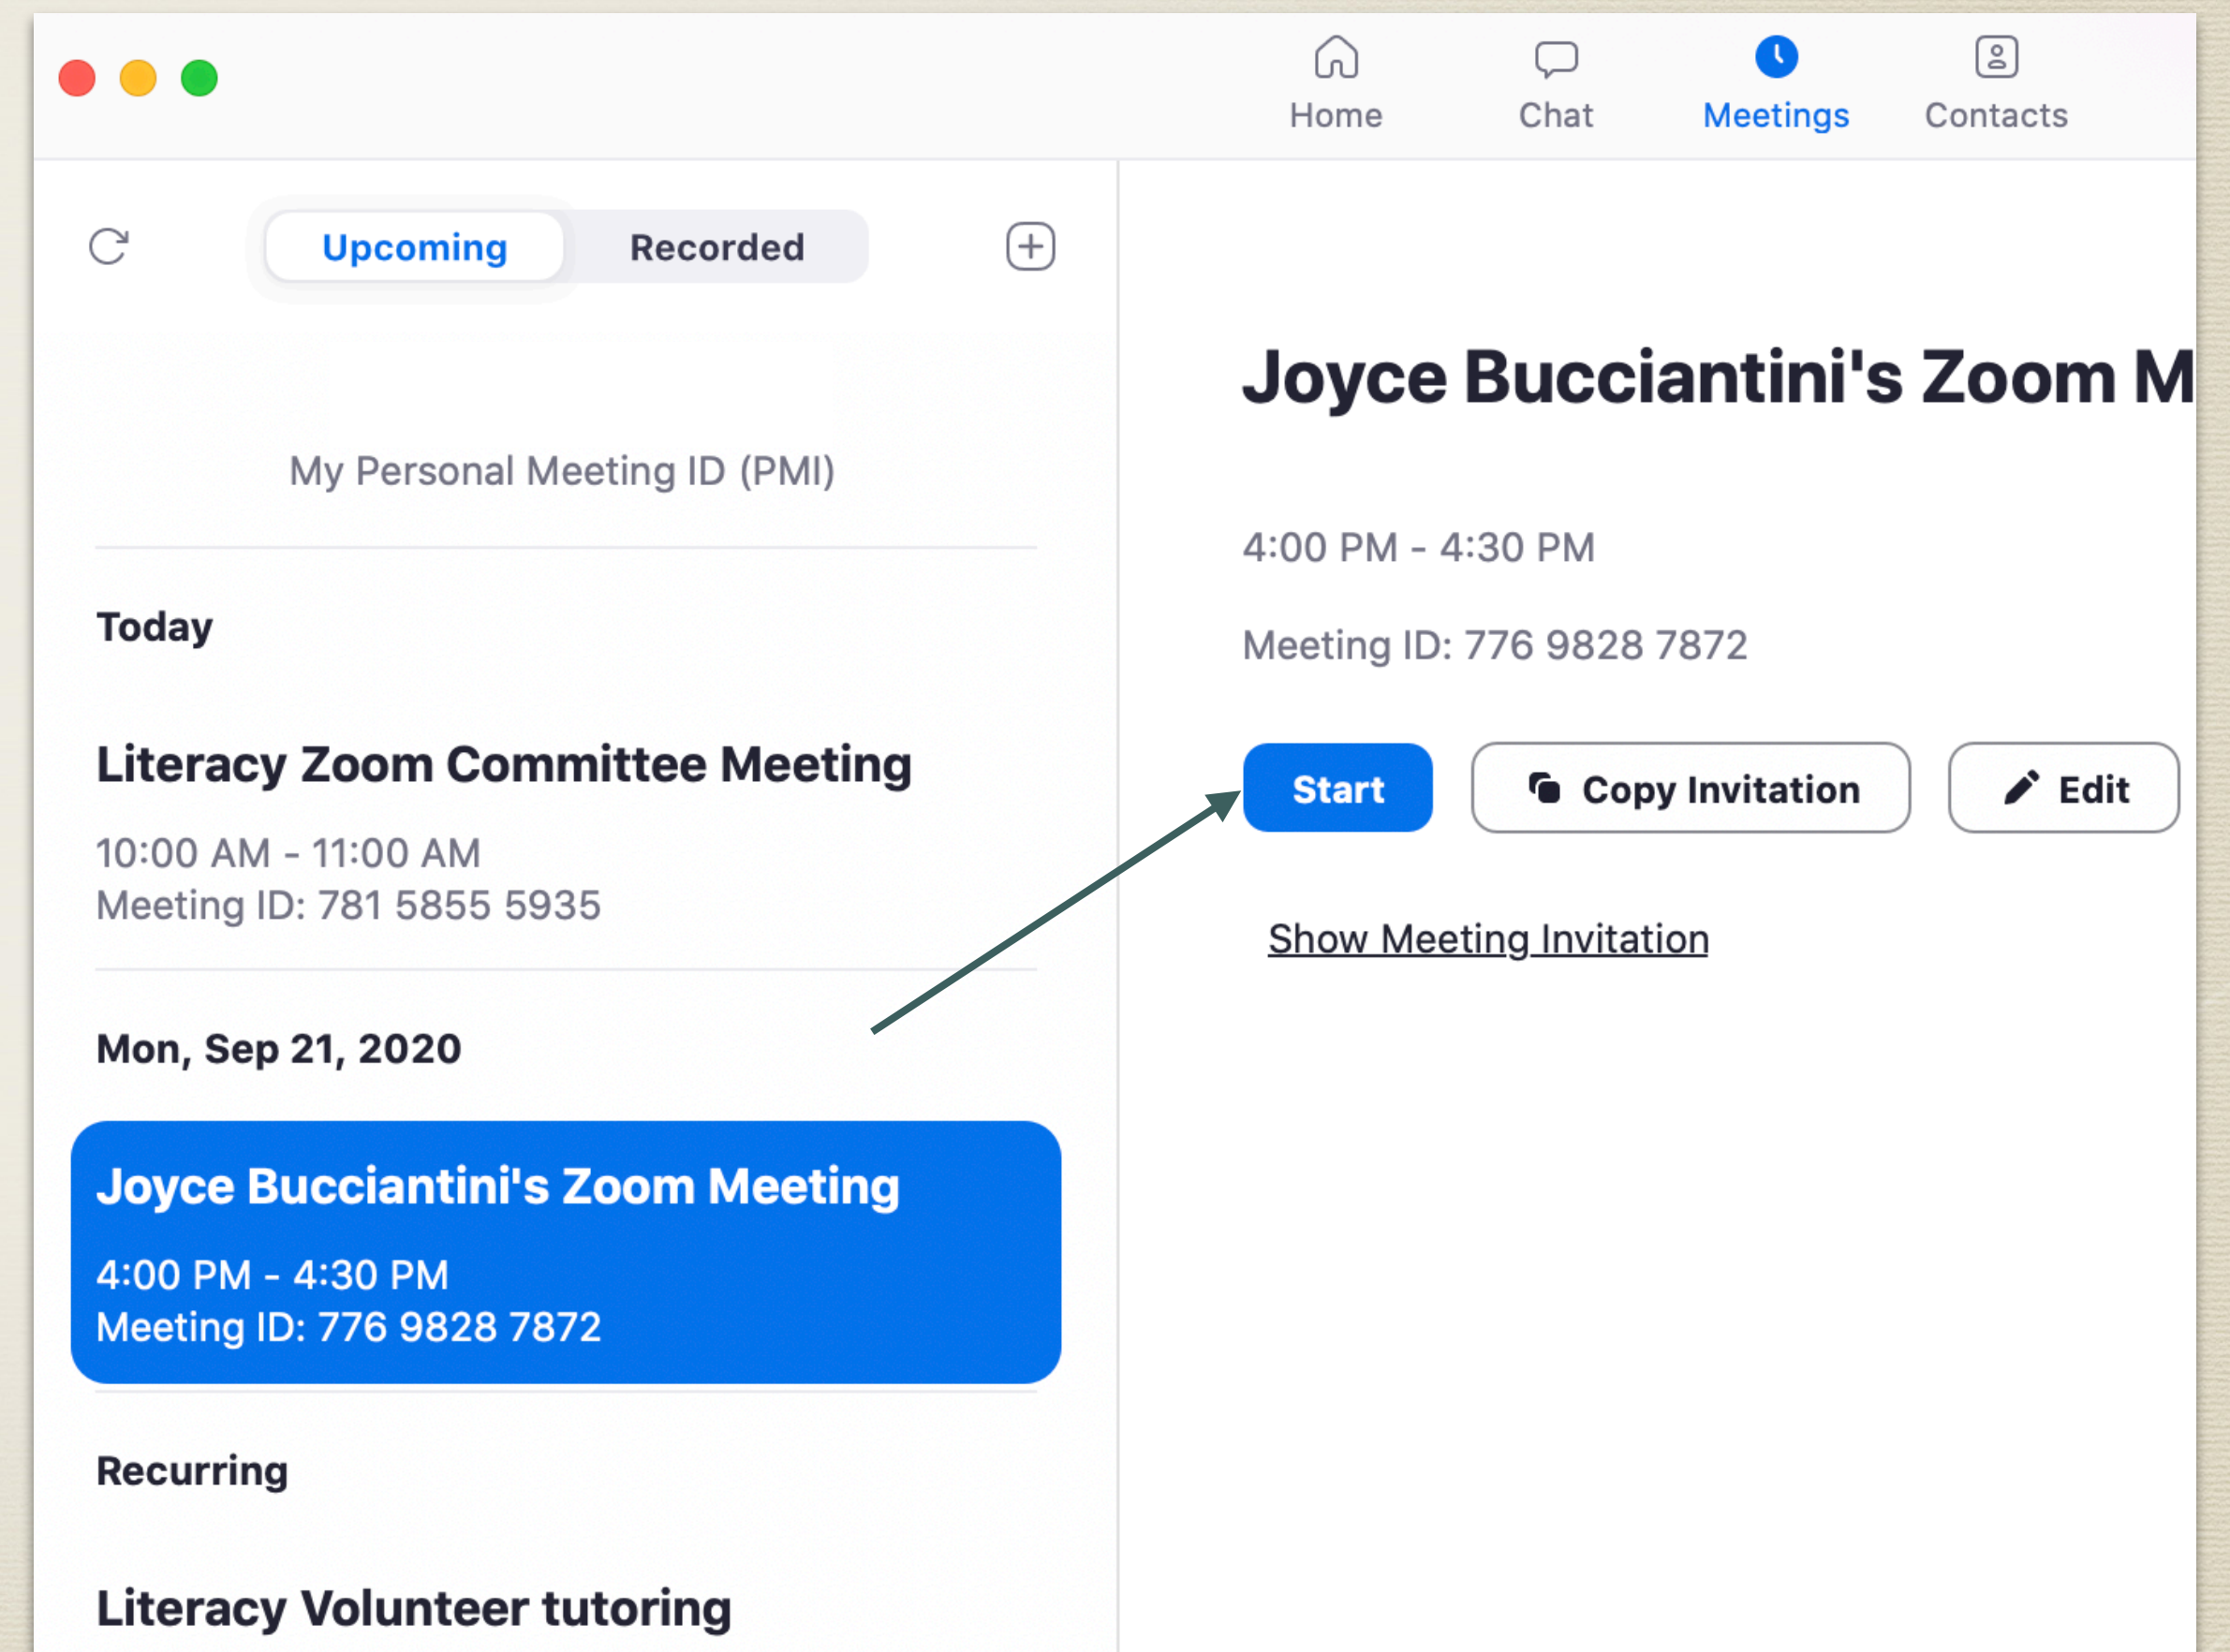 Home
Chat
Meetings
Contacts
Upcoming
Recorded
My Personal Meeting ID (PMI)
Today
Literacy Zoom Committee Meeting
10:00 AM - 11:00 AM
Meeting ID: 781 5855 5935
Mon, Sep 21, 2020
Joyce Bucciantini's Zoom Meeting
4:00 PM - 4:30 PM
Meeting ID: 776 9828 7872
Recurring
Literacy Volunteer tutoring
Joyce Bucciantini's Zoom M
4:00 PM - 4:30 PM
Meeting ID: 776 9828 7872
Start
Copy Invitation
Edit
Show Meeting Invitation